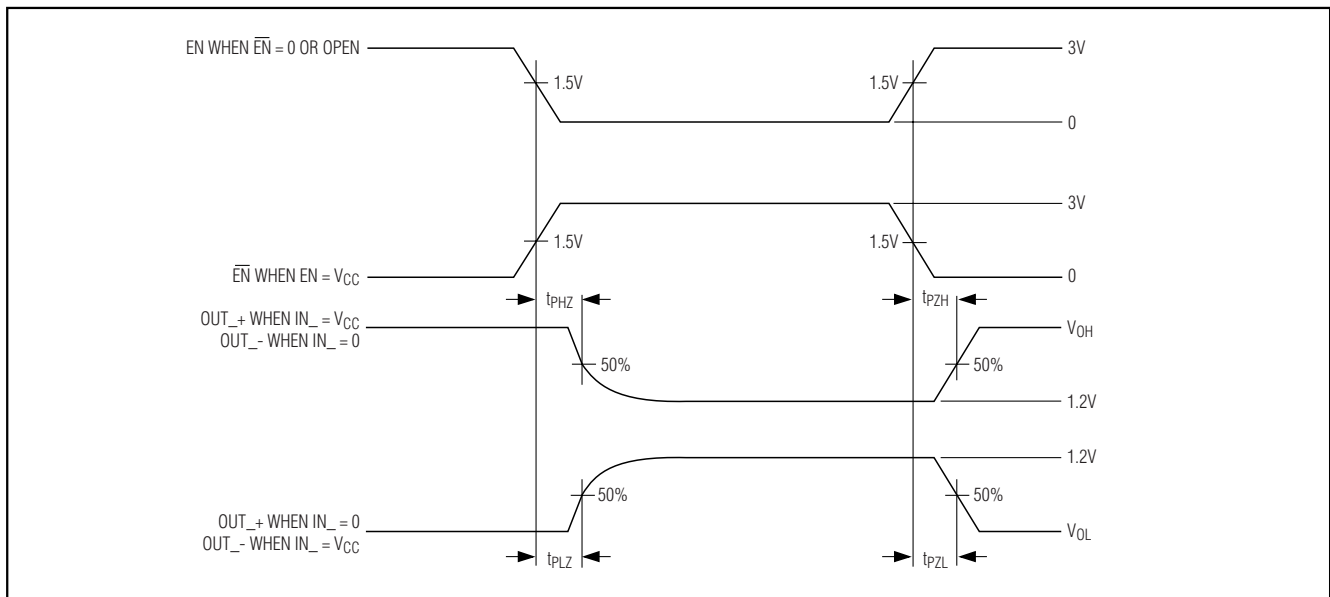 EN WHEN E̅N̅ = 0 OR OPEN
3V
1.5V
1.5V
0
3V
1.5V
1.5V
E̅N̅ WHEN EN = VCC
0
tPHZ
tPZH
OUT_+ WHEN IN_ = VCC
OUT_- WHEN IN_ = 0
VOH
50%
50%
1.2V
1.2V
50%
50%
OUT_+ WHEN IN_ = 0
OUT_- WHEN IN_ = VCC
VOL
tPLZ
tPZL